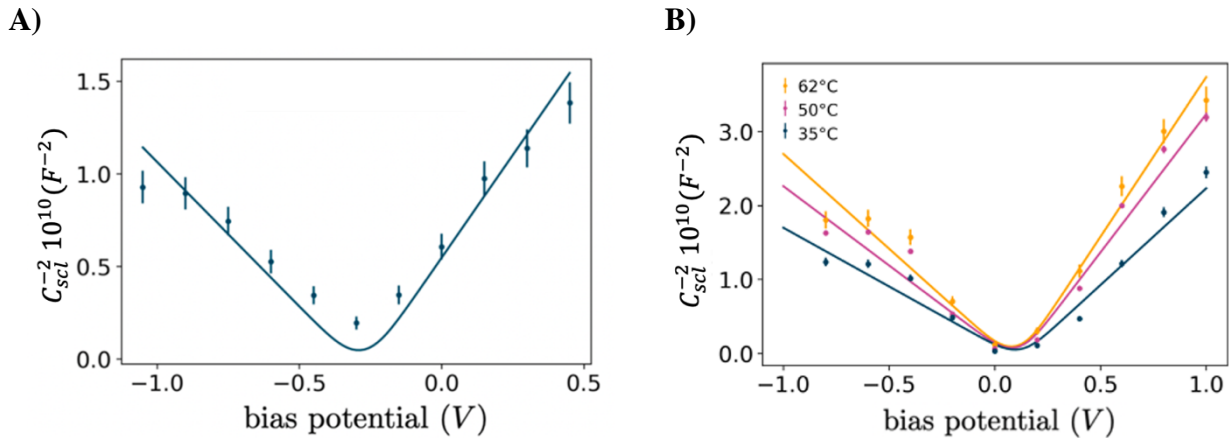 A)
B)
C_{scl}^{-2} 10^{10}(F^{-2})
1.5
1.0
0.5
0.0
−1.0
−0.5
0.0
0.5
bias potential (V)
C_{scl}^{-2} 10^{10}(F^{-2})
62°C
50°C
35°C
3.0
2.0
1.0
0.0
−1.0
−0.5
0.0
0.5
1.0
bias potential (V)